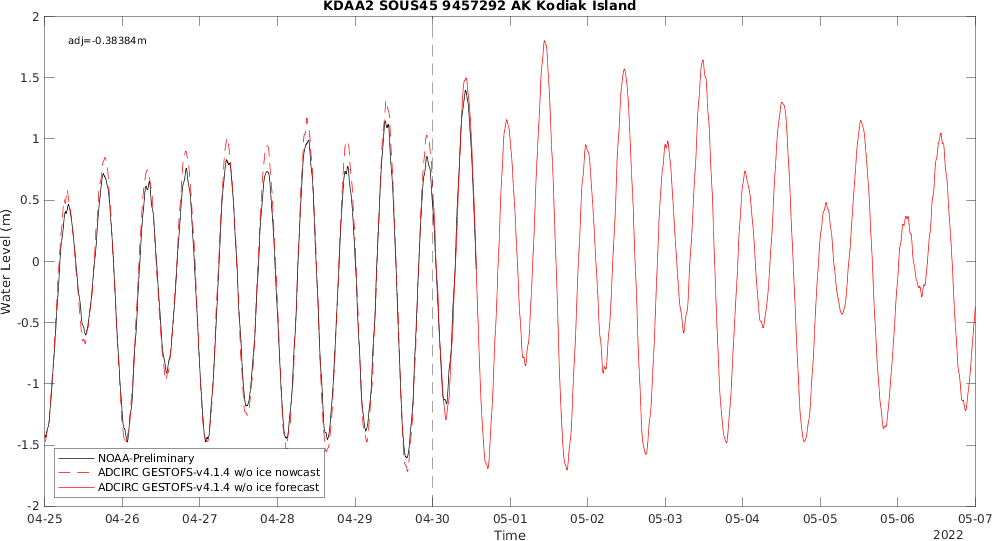 KDAA2 SOUS45 9457292 AK Kodiak Island
adj=-0.38384m
Water Level (m)
2
1.5
1
0.5
0
-0.5
-1
-1.5
-2
NOAA-Preliminary
ADCIRC GESTOFS-v4.1.4 w/o ice nowcast
ADCIRC GESTOFS-v4.1.4 w/o ice forecast
04-25 04-26 04-27 04-28 04-29 04-30 05-01 05-02 05-03 05-04 05-05 05-06 05-07
Time
2022